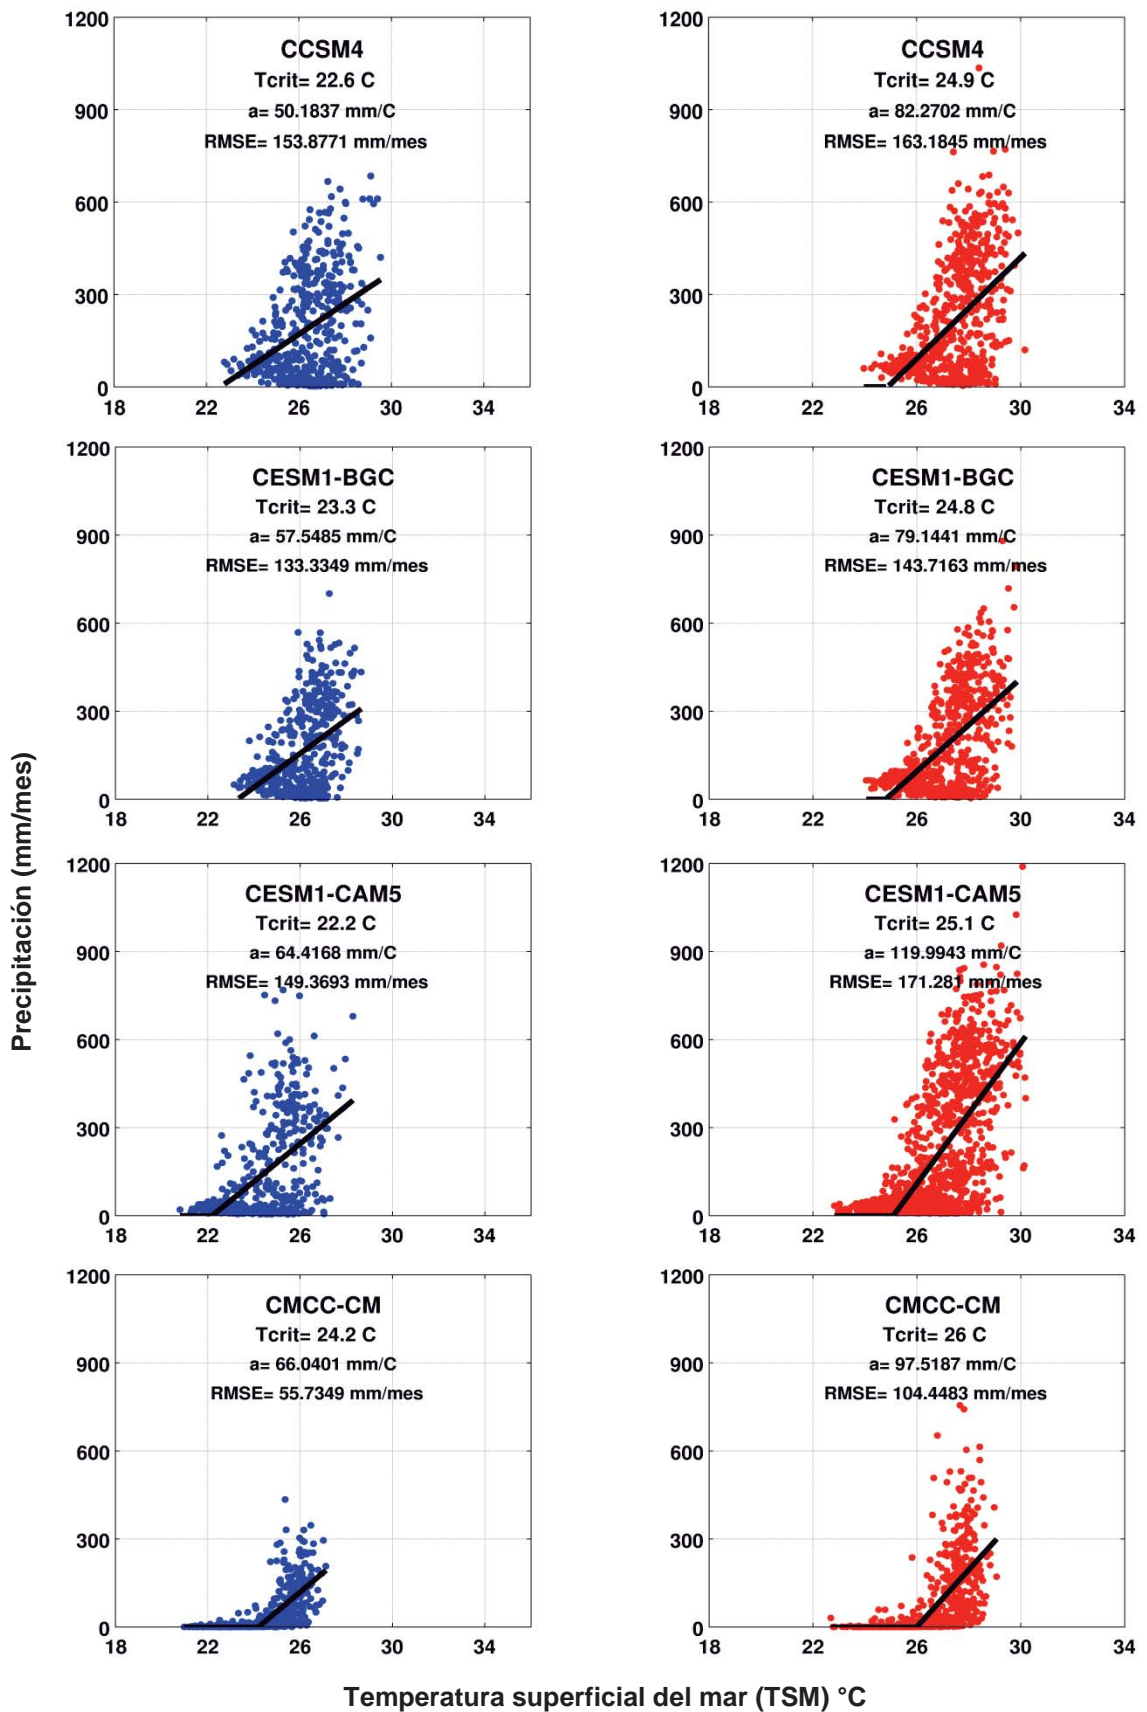 CCSM4
Tcrit= 22.6 C
a= 50.1837 mm/C
RMSE= 153.8771 mm/mes
1200
900
600
300
0
18 22 26 30 34
CCSM4
Tcrit= 24.9 C
a= 82.2702 mm/C
RMSE= 163.1845 mm/mes
1200
900
600
300
0
18 22 26 30 34
CESM1-BGC
Tcrit= 23.3 C
a= 57.5485 mm/C
RMSE= 133.3349 mm/mes
1200
900
600
300
0
18 22 26 30 34
CESM1-BGC
Tcrit= 24.8 C
a= 79.1441 mm/C
RMSE= 143.7163 mm/mes
1200
900
600
300
0
18 22 26 30 34
CESM1-CAM5
Tcrit= 22.2 C
a= 64.4168 mm/C
RMSE= 149.3693 mm/mes
1200
900
600
300
0
18 22 26 30 34
CESM1-CAM5
Tcrit= 25.1 C
a= 119.9943 mm/C
RMSE= 171.281 mm/mes
1200
900
600
300
0
18 22 26 30 34
CMCC-CM
Tcrit= 24.2 C
a= 66.0401 mm/C
RMSE= 55.7349 mm/mes
1200
900
600
300
0
18 22 26 30 34
CMCC-CM
Tcrit= 26 C
a= 97.5187 mm/C
RMSE= 104.4483 mm/mes
1200
900
600
300
0
18 22 26 30 34
Precipitación (mm/mes)
Temperatura superficial del mar (TSM) °C